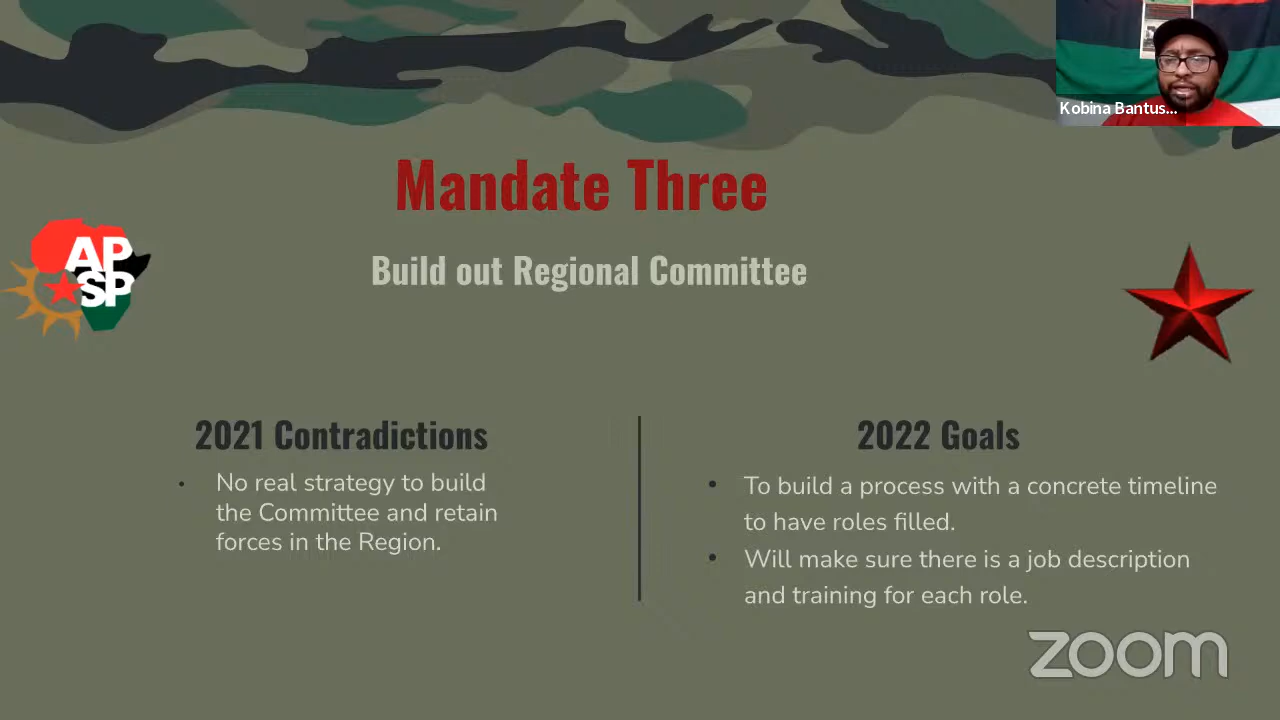 Kobina Bantus...
Mandate Three
AP
SP
Build out Regional Committee
2021 Contradictions
• No real strategy to build
the Committee and retain
forces in the Region.
2022 Goals
• To build a process with a concrete timeline
to have roles filled.
• Will make sure there is a job description
and training for each role.
zoom